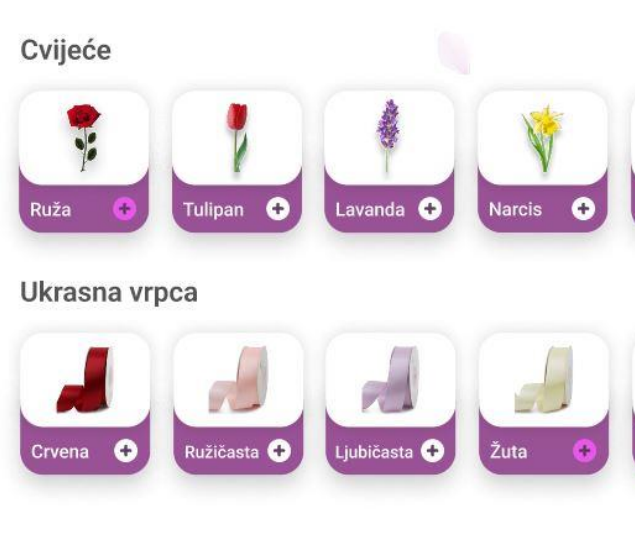 Cvijeće
Ruža
Tulipan
Lavanda
Narcis
Ukrasna vrpca
Crvena
Ružičasta
Ljubičasta
Žuta